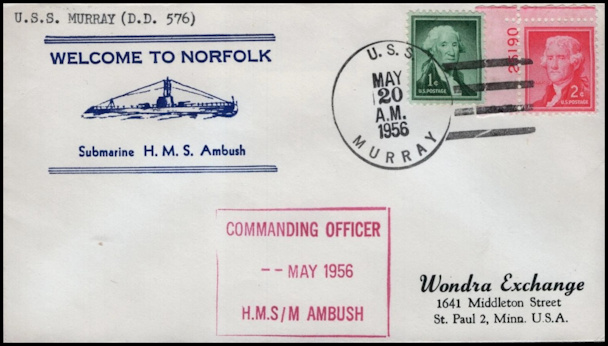 U.S.S. MURRAY (D.D. 576)
WELCOME TO NORFOLK
Submarine H. M. S. Ambush
U. S. S.
MAY
20
A.M.
1956
MURRAY
1¢
U.S. POSTAGE
2¢
U.S. POSTAGE
COMMANDING OFFICER
-- MAY 1956
H.M.S/M AMBUSH
Wondra Exchange
1641 Middleton Street
St. Paul 2, Minn. U.S.A.